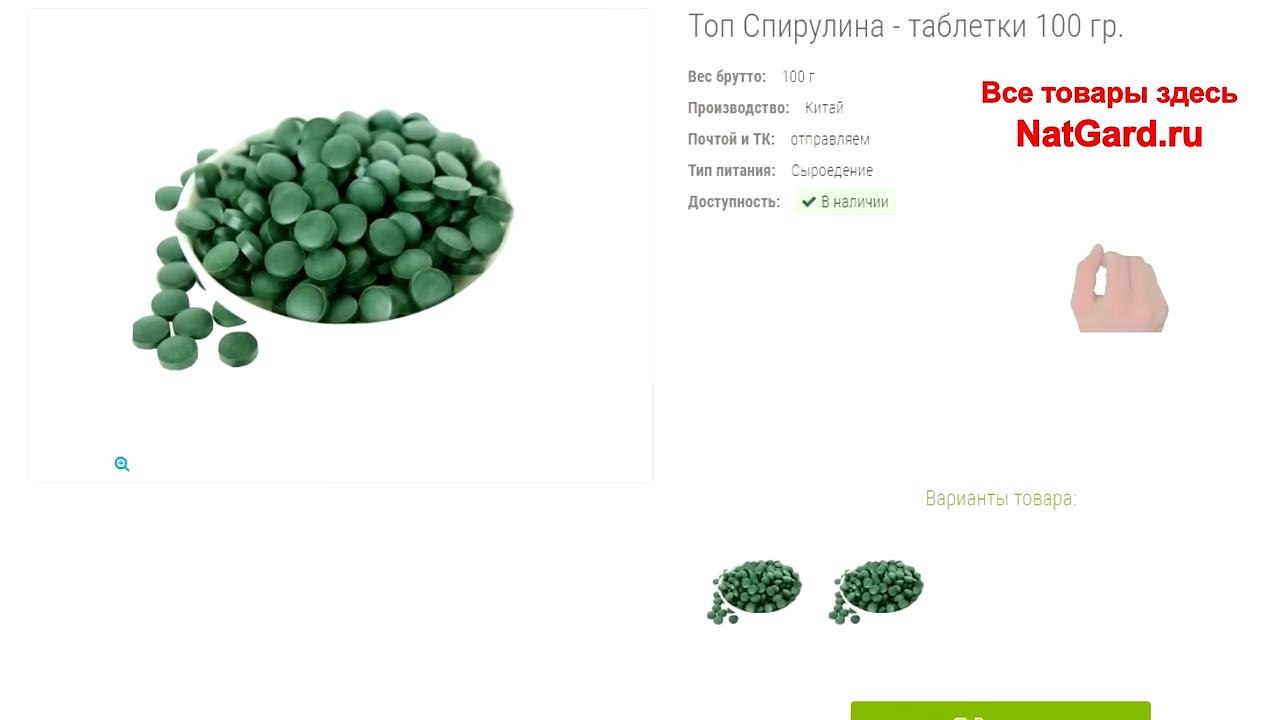 Топ Спирулина - таблетки 100 гр.
Вес брутто: 100 г
Производство: Китай
Почтой и ТК: отправляем
Тип питания: Сыроедение
Доступность: В наличии
Все товары здесь
NatGard.ru
Варианты товара: